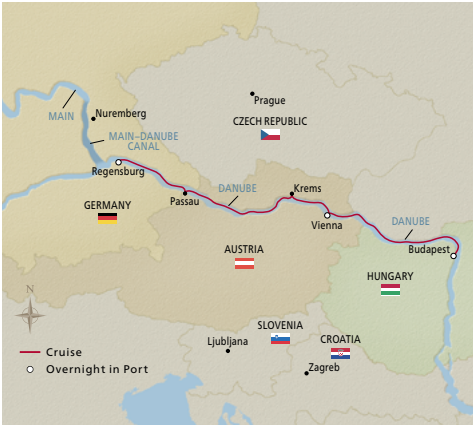 Prague
CZECH REPUBLIC
MAIN
Nuremberg
MAIN–DANUBE
CANAL
Regensburg
GERMANY
Passau
DANUBE
Krems
Vienna
DANUBE
Budapest
AUSTRIA
HUNGARY
N
SLOVENIA
Ljubljana
CROATIA
Zagreb
Cruise
Overnight in Port